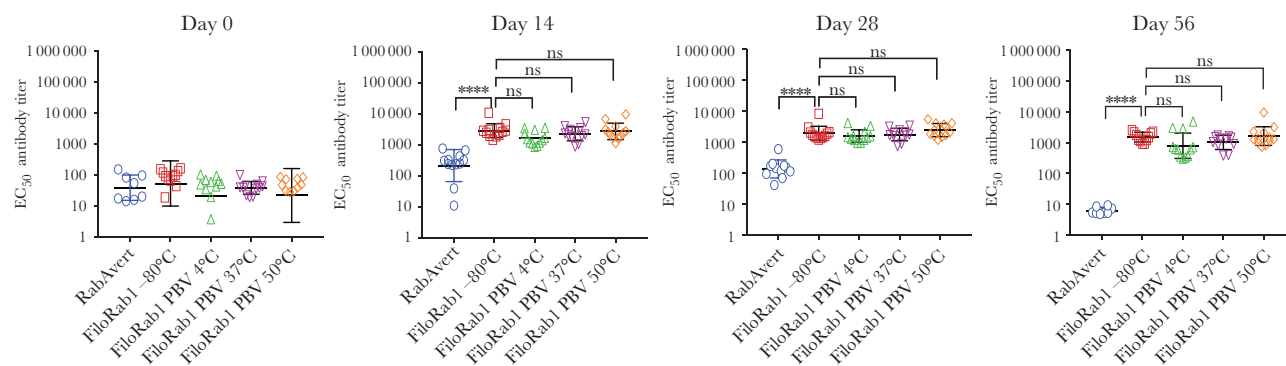 Day 0
EC50 antibody titer
1 000 000
100 000
10 000
1000
100
10
1
RabAvert
FiloRab1 –80°C
FiloRab1 PBV 4°C
FiloRab1 PBV 37°C
FiloRab1 PBV 50°C
Day 14
EC50 antibody titer
1 000 000
100 000
10 000
1000
100
10
1
ns
ns
**** ns
RabAvert
FiloRab1 –80°C
FiloRab1 PBV 4°C
FiloRab1 PBV 37°C
FiloRab1 PBV 50°C
Day 28
EC50 antibody titer
1 000 000
100 000
10 000
1000
100
10
1
ns
ns
**** ns
RabAvert
FiloRab1 –80°C
FiloRab1 PBV 4°C
FiloRab1 PBV 37°C
FiloRab1 PBV 50°C
Day 56
EC50 antibody titer
1 000 000
100 000
10 000
1000
100
10
1
ns
ns
**** ns
RabAvert
FiloRab1 –80°C
FiloRab1 PBV 4°C
FiloRab1 PBV 37°C
FiloRab1 PBV 50°C